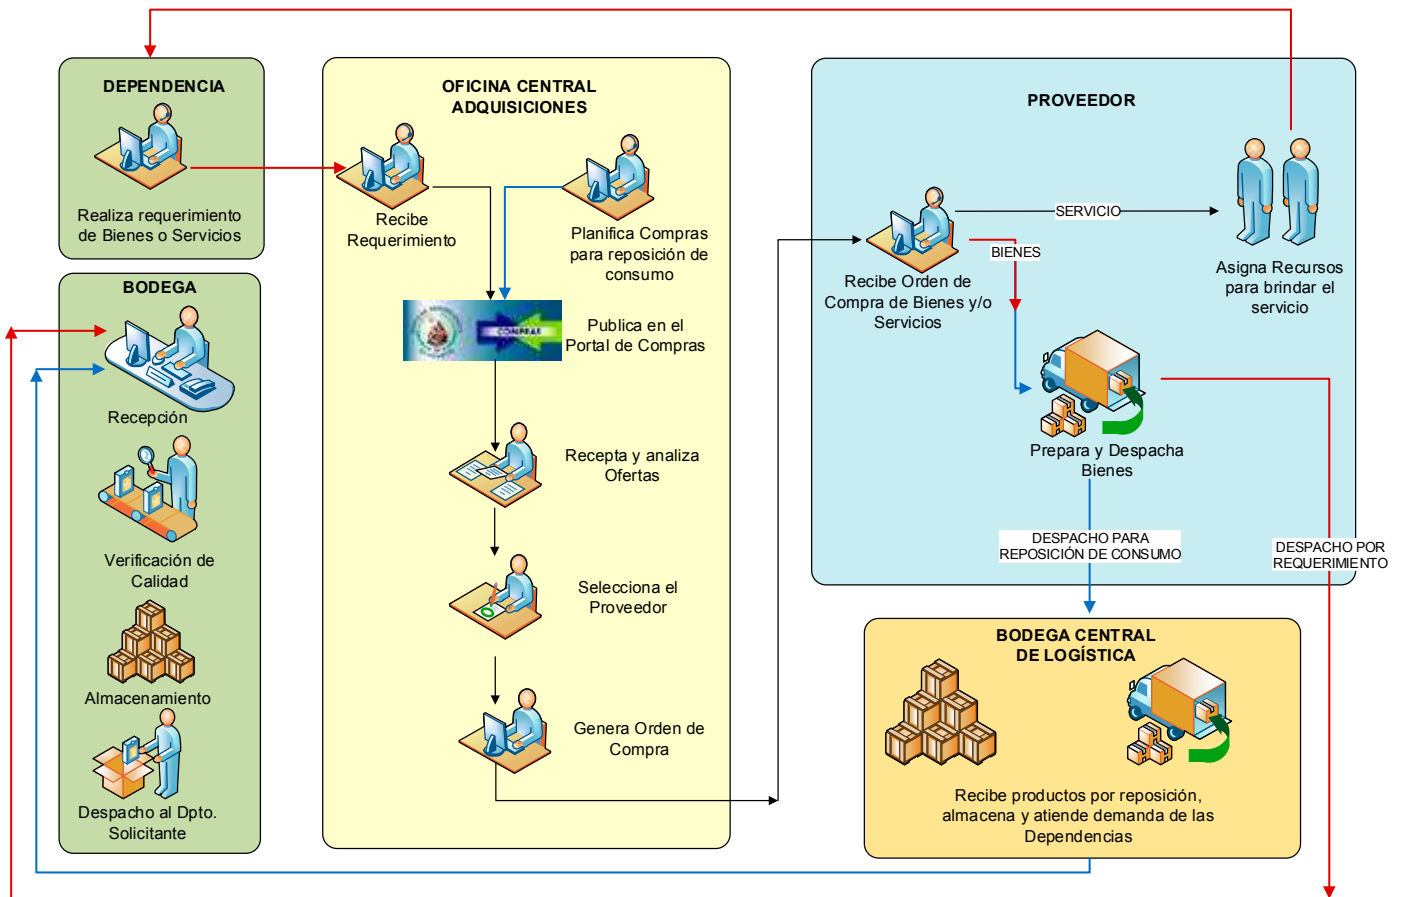 DEPENDENCIA
Realiza requerimiento
de Bienes o Servicios
BODEGA
Recepción
Verificación de
Calidad
Almacenamiento
Despacho al Dpto.
Solicitante
OFICINA CENTRAL
ADQUISICIONES
Recibe
Requerimiento
Planifica Compras
para reposición de
consumo
COMPRAS
Publica en el
Portal de Compras
Recepta y analiza
Ofertas
Selecciona el
Proveedor
Genera Orden de
Compra
PROVEEDOR
SERVICIO
BIENES
Recibe Orden de
Compra de Bienes y/o
Servicios
Asigna Recursos
para brindar el
servicio
Prepara y Despacha
Bienes
DESPACHO PARA
REPOSICIÓN DE CONSUMO
DESPACHO POR
REQUERIMIENTO
BODEGA CENTRAL
DE LOGÍSTICA
Recibe productos por reposición,
almacena y atiende demanda de las
Dependencias